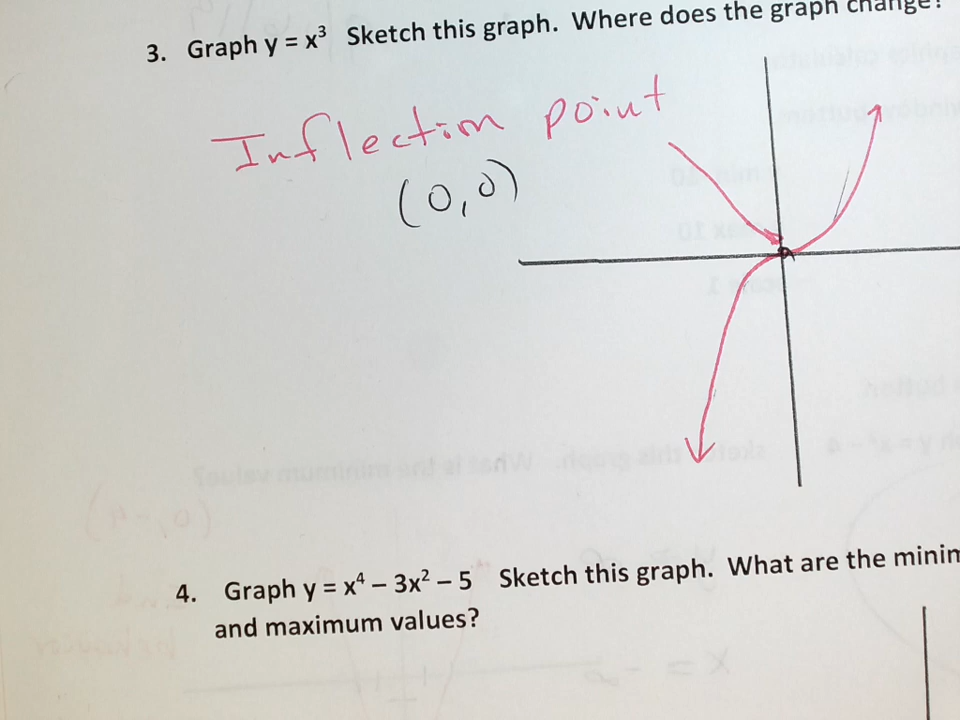 3. Graph y = x³ Sketch this graph. Where does the graph change?
Inflection point
(0,0)
4. Graph y = x⁴ – 3x² – 5 Sketch this graph. What are the
and maximum values?